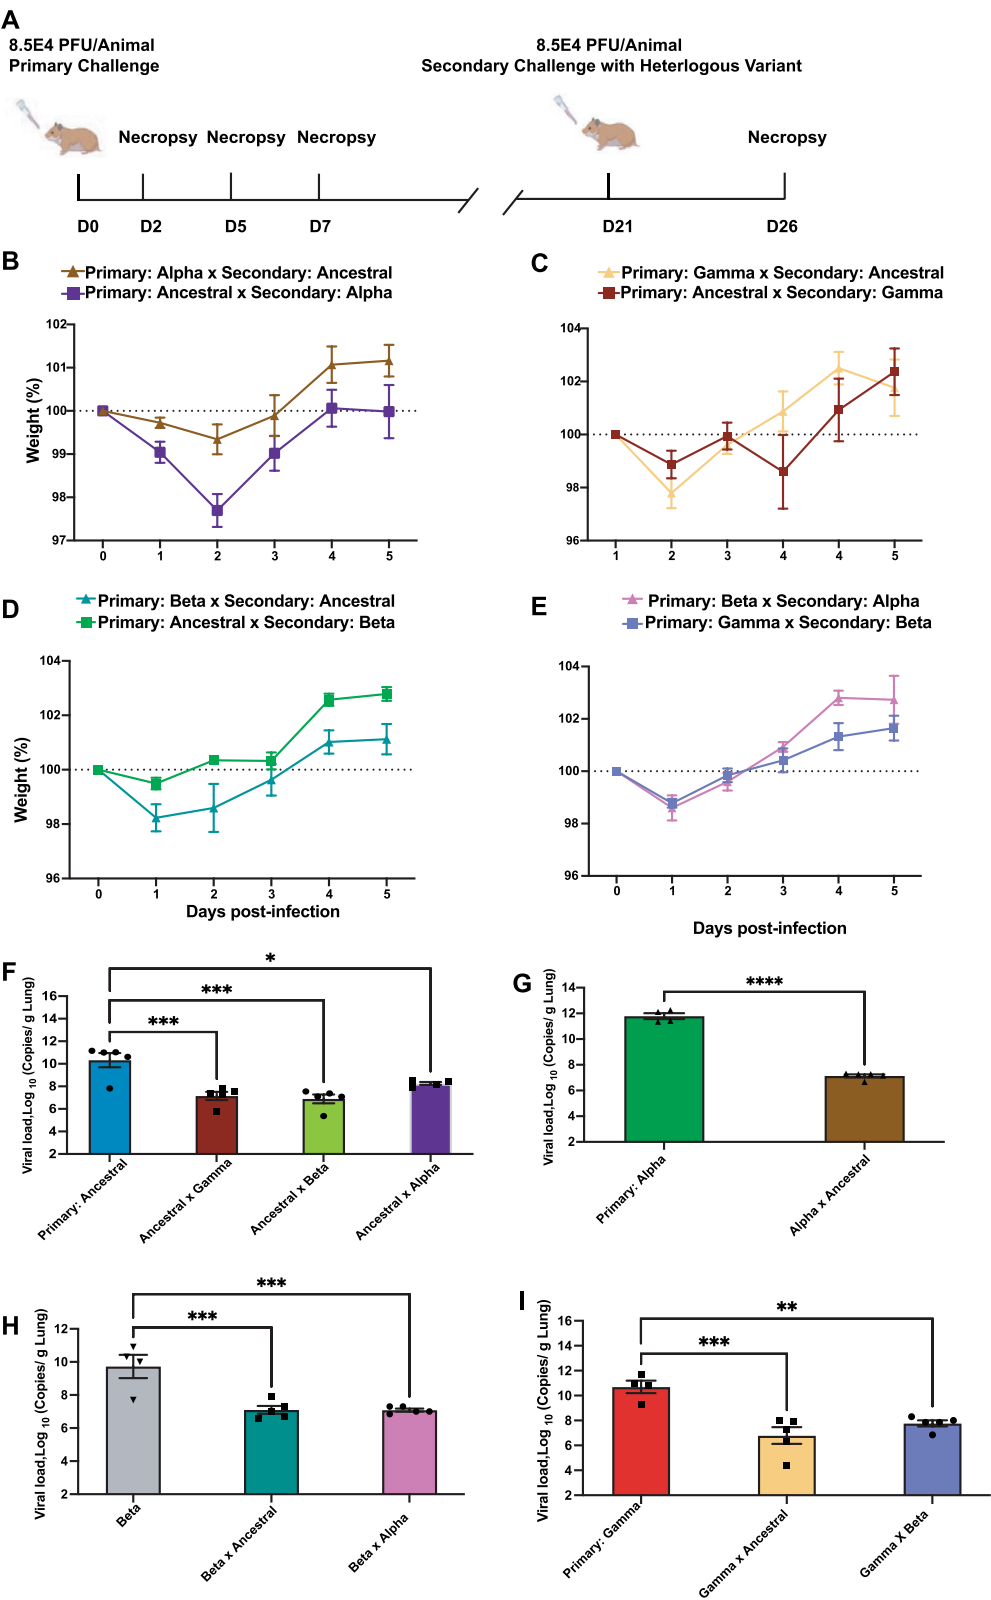 A
8.5E4 PFU/Animal
Primary Challenge
8.5E4 PFU/Animal
Secondary Challenge with Heterlogous Variant
Necropsy Necropsy Necropsy
Necropsy
D0 D2 D5 D7 D21 D26
B
Primary: Alpha x Secondary: Ancestral
Primary: Ancestral x Secondary: Alpha
Weight (%)
102
101
100
99
98
97
0 1 2 3 4 5
C
Primary: Gamma x Secondary: Ancestral
Primary: Ancestral x Secondary: Gamma
104
102
100
98
96
1 2 3 4 4 5
D
Primary: Beta x Secondary: Ancestral
Primary: Ancestral x Secondary: Beta
Weight (%)
104
102
100
98
96
0 1 2 3 4 5
Days post-infection
E
Primary: Beta x Secondary: Alpha
Primary: Gamma x Secondary: Beta
104
102
100
98
96
0 1 2 3 4 5
Days post-infection
F
Viral load,Log 10 (Copies/ g Lung)
16
14
12
10
8
6
4
2
*
***
***
Primary: Ancestral
Ancestral x Gamma
Ancestral x Beta
Ancestral x Alpha
G
Viral load,Log 10 (Copies/ g Lung)
14
12
10
8
6
4
2
****
Primary: Alpha
Alpha x Ancestral
H
Viral load,Log 10 (Copies/ g Lung)
12
10
8
6
4
2
***
***
Beta
Beta x Ancestral
Beta x Alpha
I
Viral load,Log 10 (Copies/ g Lung)
16
14
12
10
8
6
4
2
**
***
Primary: Gamma
Gamma x Ancestral
Gamma X Beta